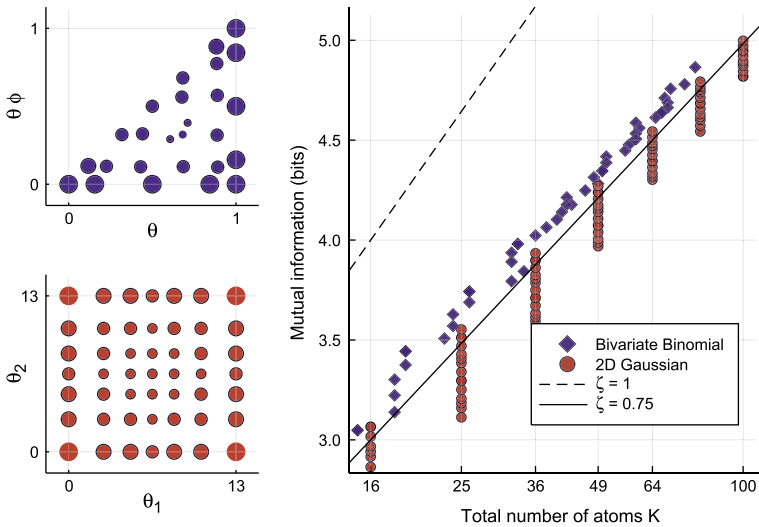 1
θ ϕ
0
0
1
θ
13
θ2
0
0
13
θ1
5.0
4.5
4.0
3.5
3.0
Mutual information (bits)
16
25
36
49
64
100
Total number of atoms K
Bivariate Binomial
2D Gaussian
ζ = 1
ζ = 0.75